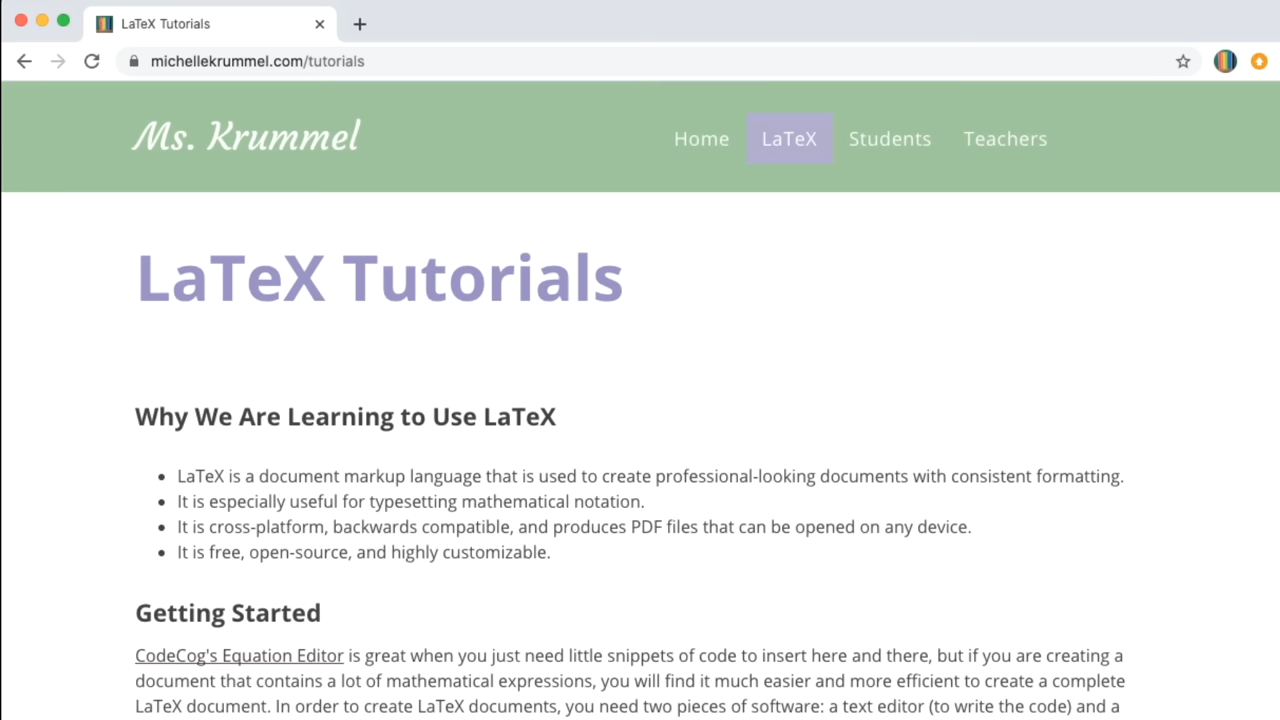 LaTeX Tutorials
michellekrummel.com/tutorials
Ms. Krummel
Home LaTeX Students Teachers
LaTeX Tutorials
Why We Are Learning to Use LaTeX
• LaTeX is a document markup language that is used to create professional-looking documents with consistent formatting.
• It is especially useful for typesetting mathematical notation.
• It is cross-platform, backwards compatible, and produces PDF files that can be opened on any device.
• It is free, open-source, and highly customizable.
Getting Started
CodeCog's Equation Editor is great when you just need little snippets of code to insert here and there, but if you are creating a
document that contains a lot of mathematical expressions, you will find it much easier and more efficient to create a complete
LaTeX document. In order to create LaTeX documents, you need two pieces of software: a text editor (to write the code) and a